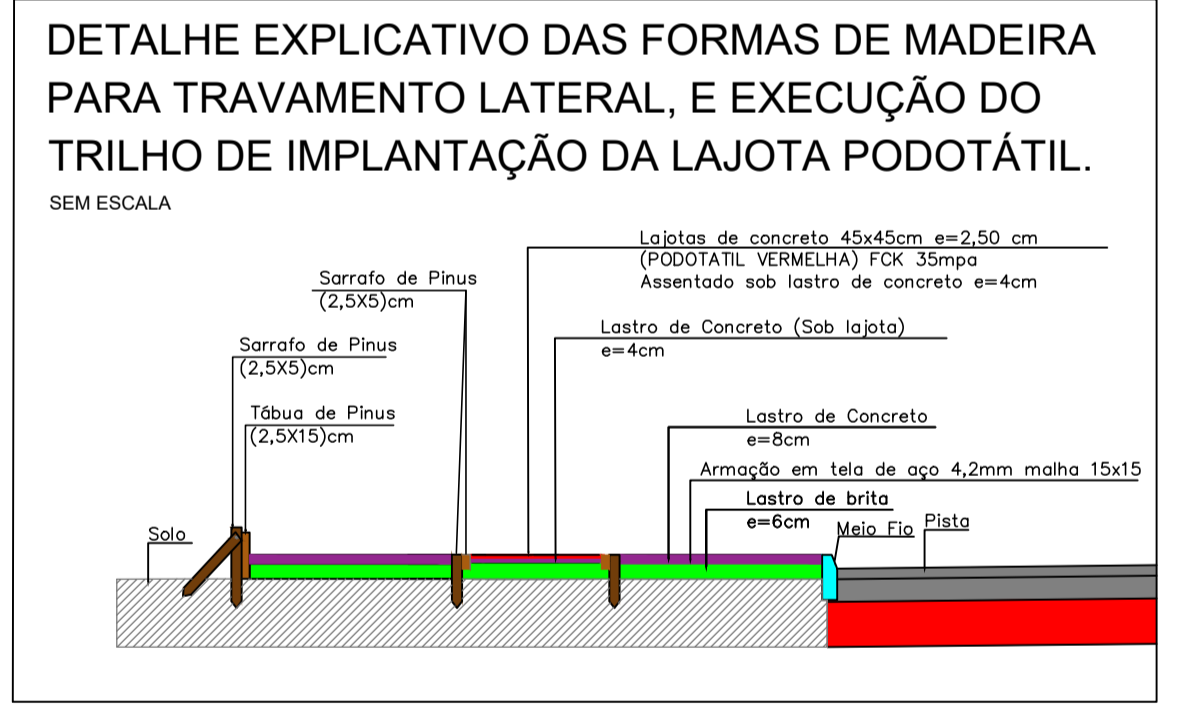 DETALHE EXPLICATIVO DAS FORMAS DE MADEIRA
PARA TRAVAMENTO LATERAL, E EXECUÇÃO DO
TRILHO DE IMPLANTAÇÃO DA LAJOTA PODOTÁTIL.
SEM ESCALA
Lajotas de concreto 45x45cm e=2,50 cm
(PODOTATIL VERMELHA) FCK 35mpa
Assentado sob lastro de concreto e=4cm
Sarrafo de Pinus
(2,5X5)cm
Lastro de Concreto (Sob lajota)
e=4cm
Sarrafo de Pinus
(2,5X5)cm
Tábua de Pinus
(2,5X15)cm
Lastro de Concreto
e=8cm
Armação em tela de aço 4,2mm malha 15x15
Lastro de brita
e=6cm
Meio Fio
Pista
Solo